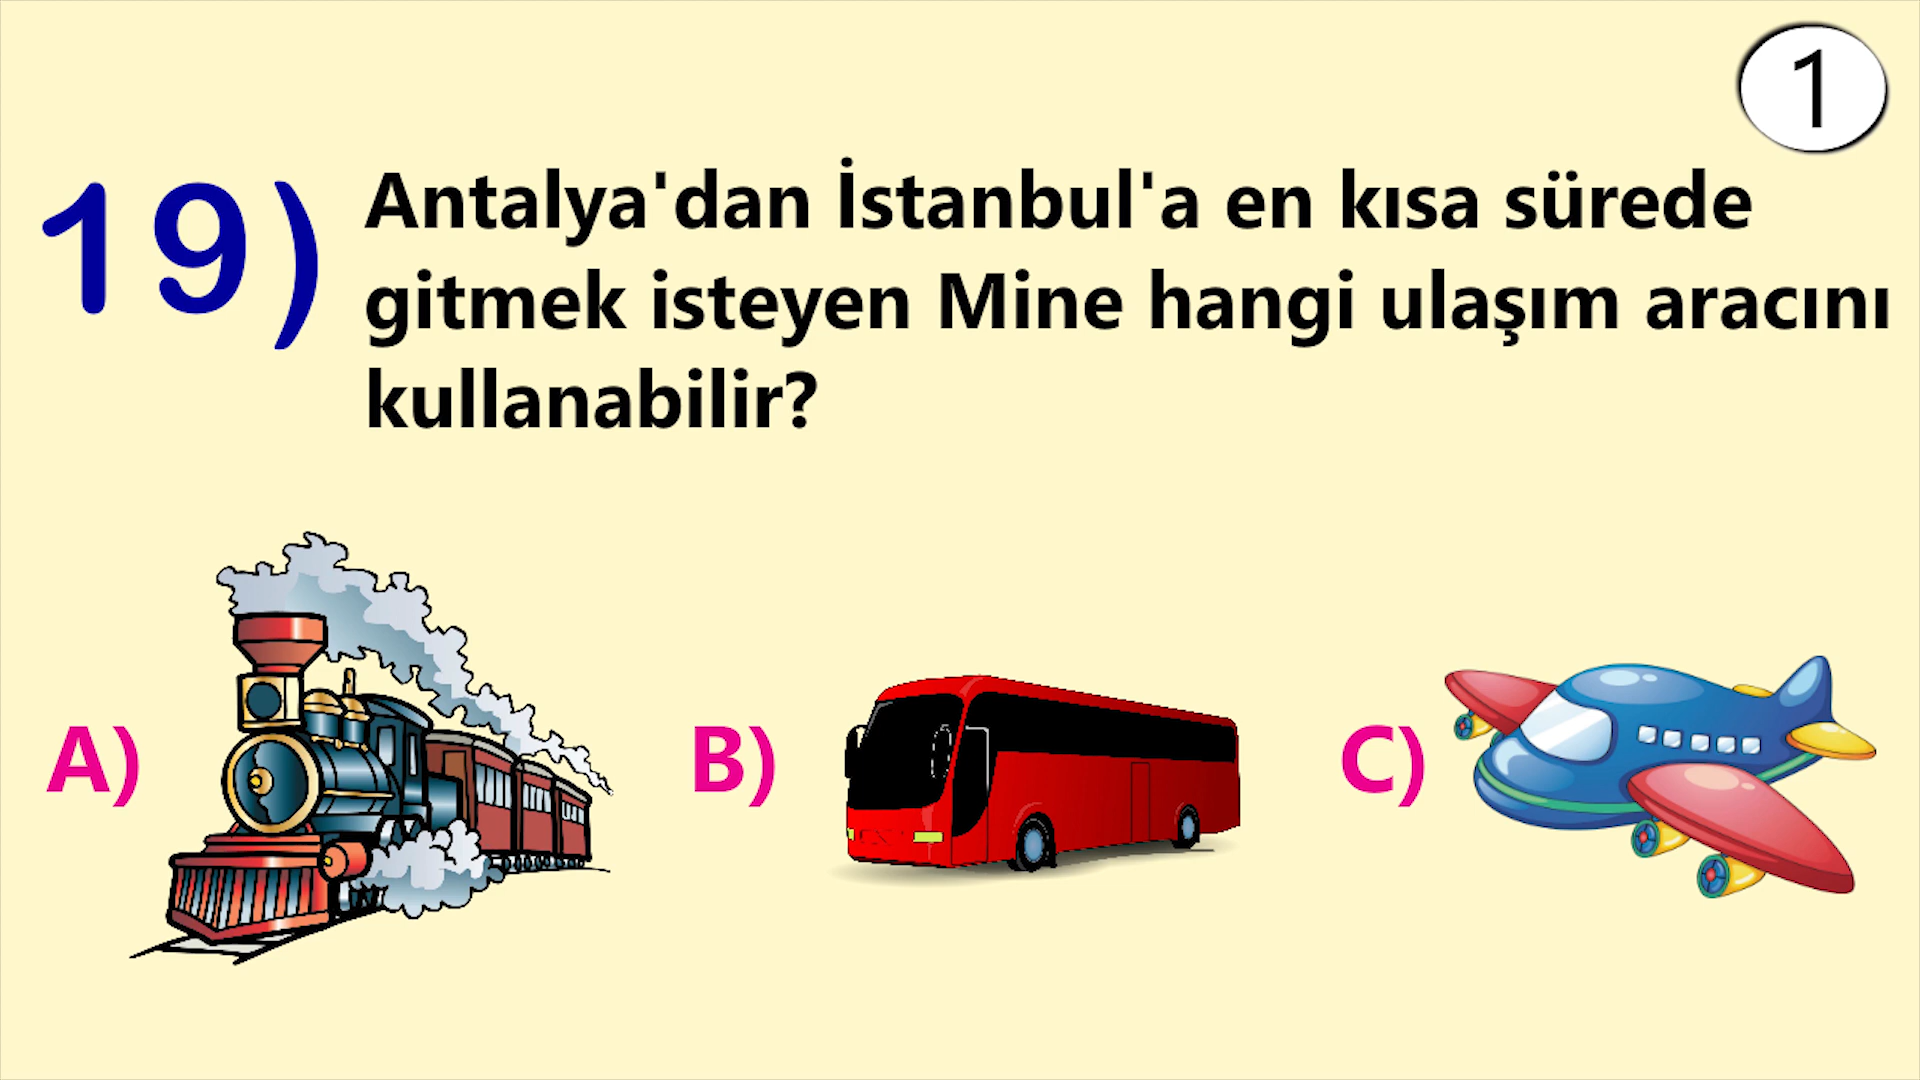 1
19) Antalya'dan İstanbul'a en kısa sürede
gitmek isteyen Mine hangi ulaşım aracını
kullanabilir?
A) B) C)